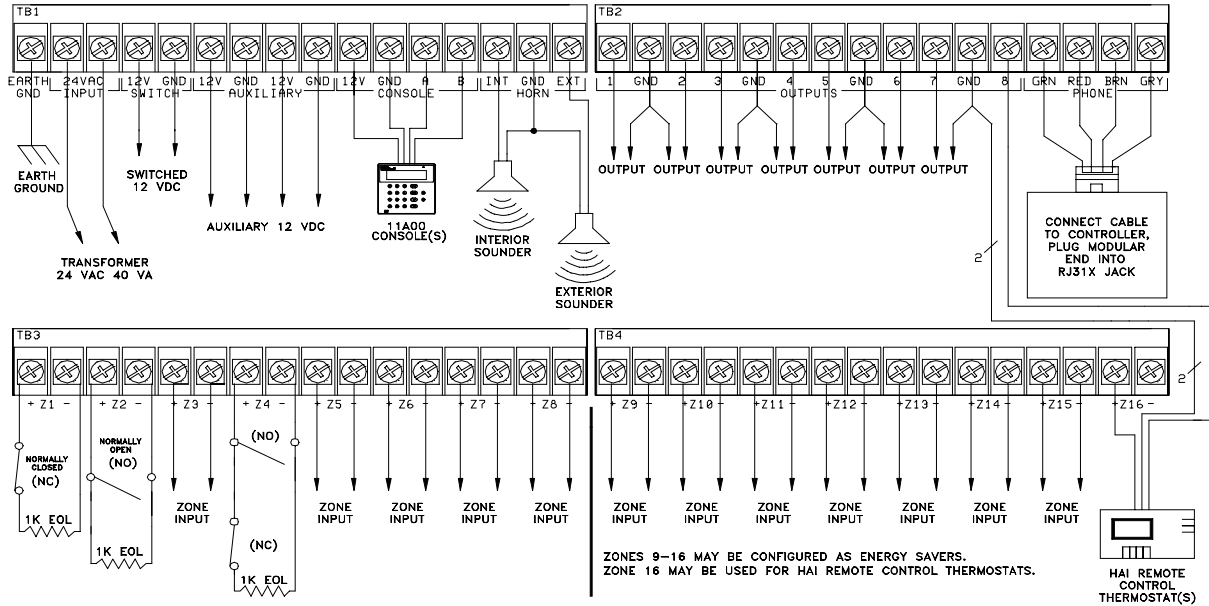 TB1
EARTH 24VAC 12V GND 12V GND 12V GND 12V GND A B INT GND EXT
GND INPUT SWITCH AUXILIARY CONSOLE HORN
EARTH
GROUND
TRANSFORMER
24 VAC 40 VA
SWITCHED
12 VDC
AUXILIARY 12 VDC
11A00
CONSOLE(S)
INTERIOR
SOUNDER
EXTERIOR
SOUNDER
TB2
1 GND 2 3 GND 4 5 GND 6 7 GND 8 GRN RED BRN GRY
OUTPUTS PHONE
OUTPUT OUTPUT OUTPUT OUTPUT OUTPUT OUTPUT OUTPUT
2
CONNECT CABLE
TO CONTROLLER,
PLUG MODULAR
END INTO
RJ31X JACK
TB3
+ Z1 - + Z2 - + Z3 - + Z4 - + Z5 - + Z6 - + Z7 - + Z8 -
NORMALLY
CLOSED
(NC)
1K EOL
NORMALLY
OPEN
(NO)
1K EOL
ZONE
INPUT
(NO)
(NC)
1K EOL
ZONE
INPUT
ZONE
INPUT
ZONE
INPUT
ZONE
INPUT
TB4
+ Z9 - +Z10- +Z11- +Z12- +Z13- +Z14- +Z15- +Z16-
2
ZONE
INPUT
ZONE
INPUT
ZONE
INPUT
ZONE
INPUT
ZONE
INPUT
ZONE
INPUT
ZONE
INPUT
ZONES 9-16 MAY BE CONFIGURED AS ENERGY SAVERS.
ZONE 16 MAY BE USED FOR HAI REMOTE CONTROL THERMOSTATS.
HAI REMOTE
CONTROL
THERMOSTAT(S)